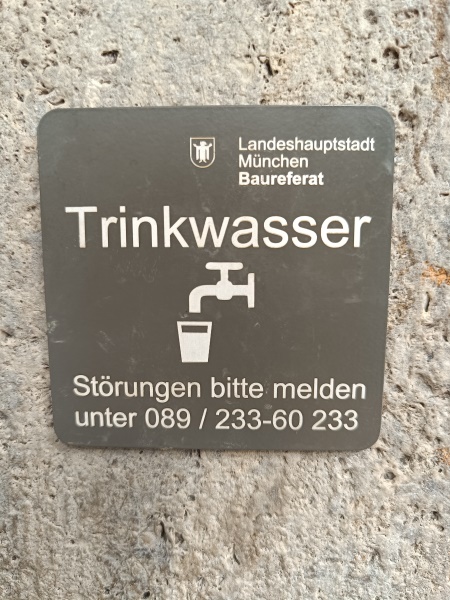 Landeshauptstadt
München
Baureferat
Trinkwasser
Störungen bitte melden
unter 089 / 233-60 233